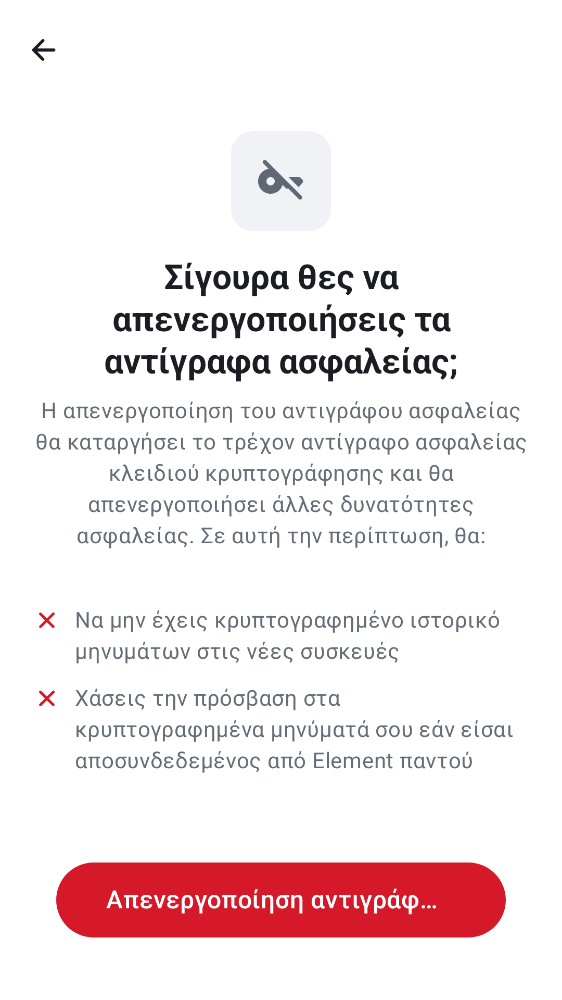 Σίγουρα θες να
απενεργοποιήσεις τα
αντίγραφα ασφαλείας;
Η απενεργοποίηση του αντιγράφου ασφαλείας
θα καταργήσει το τρέχον αντίγραφο ασφαλείας
κλειδιού κρυπτογράφησης και θα
απενεργοποιήσει άλλες δυνατότητες
ασφαλείας. Σε αυτή την περίπτωση, θα:
Να μην έχεις κρυπτογραφημένο ιστορικό
μηνυμάτων στις νέες συσκευές
Χάσεις την πρόσβαση στα
κρυπτογραφημένα μηνύματά σου εάν είσαι
αποσυνδεδεμένος από Element παντού
Απενεργοποίηση αντιγράφ…